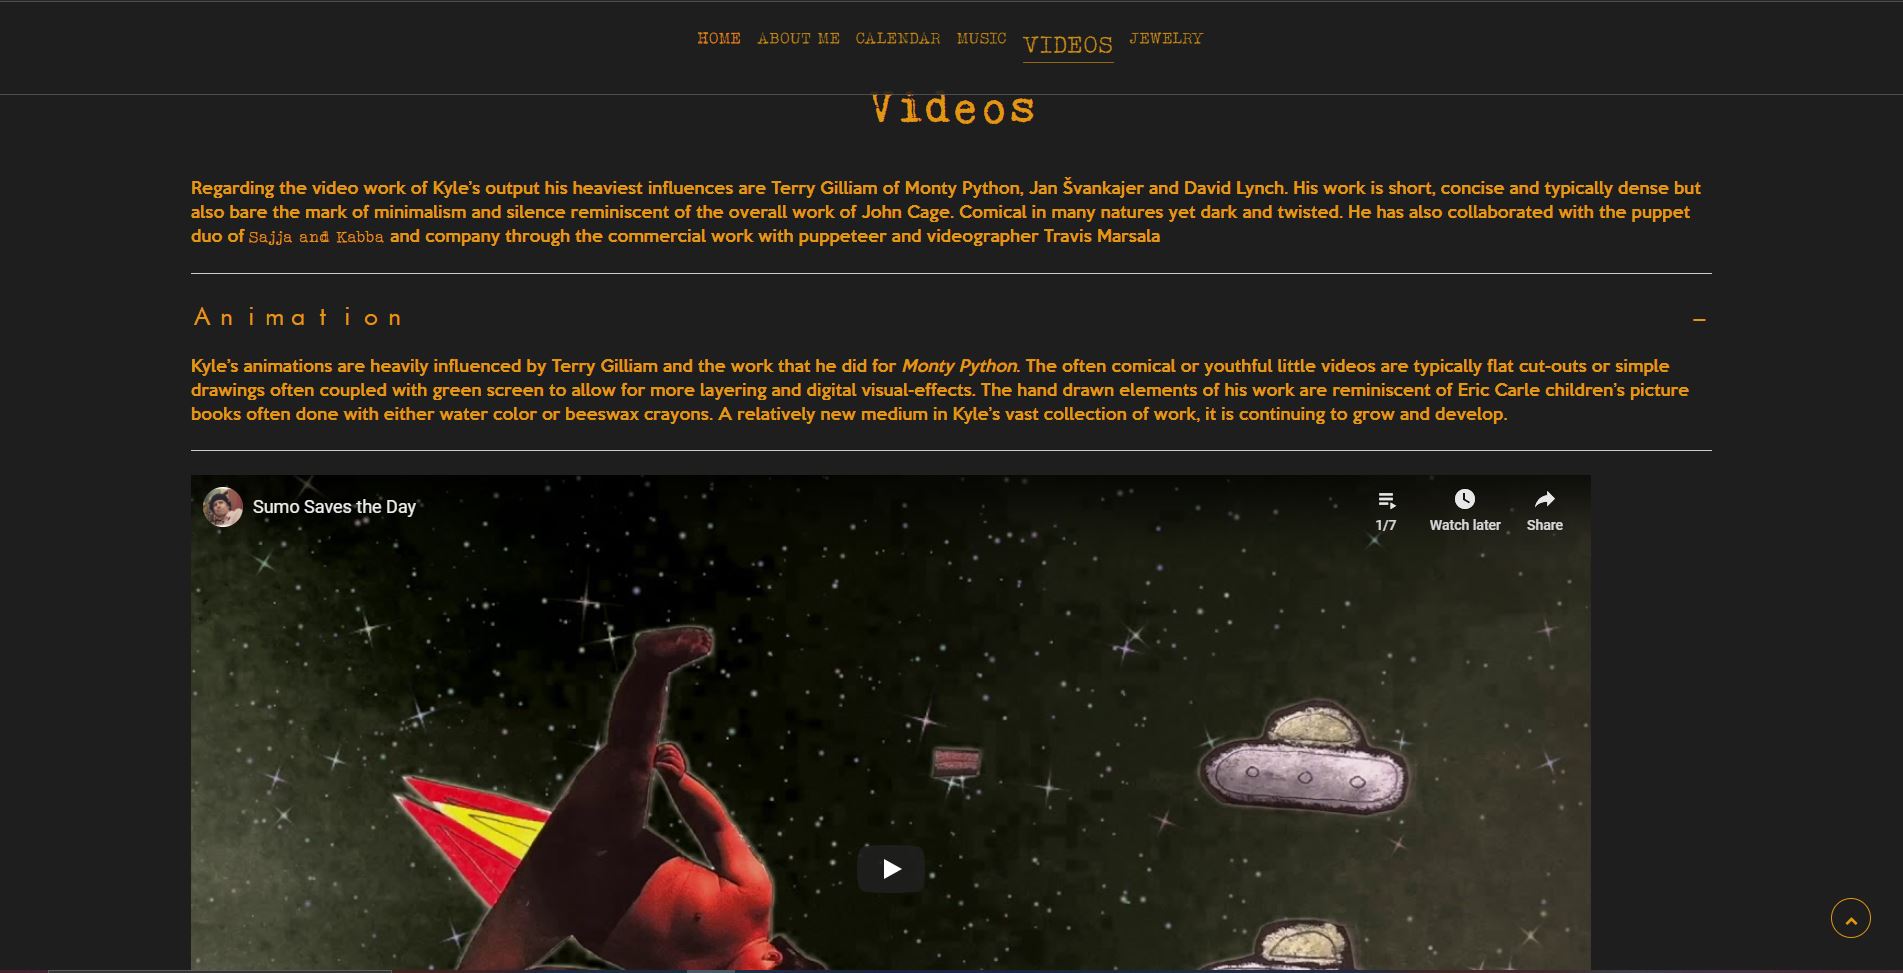 HOME ABOUT ME CALENDAR MUSIC VIDEOS JEWELRY
Videos
Regarding the video work of Kyle's output his heaviest influences are Terry Gilliam of Monty Python, Jan Švankajer and David Lynch. His work is short, concise and typically dense but
also bare the mark of minimalism and silence reminiscent of the overall work of John Cage. Comical in many natures yet dark and twisted. He has also collaborated with the puppet
duo of Sajja and Kabba and company through the commercial work with puppeteer and videographer Travis Marsala
Animation –
Kyle's animations are heavily influenced by Terry Gilliam and the work that he did for Monty Python. The often comical or youthful little videos are typically flat cut-outs or simple
drawings often coupled with green screen to allow for more layering and digital visual-effects. The hand drawn elements of his work are reminiscent of Eric Carle children's picture
books often done with either water color or beeswax crayons. A relatively new medium in Kyle's vast collection of work, it is continuing to grow and develop.
Sumo Saves the Day
1/7 Watch later Share